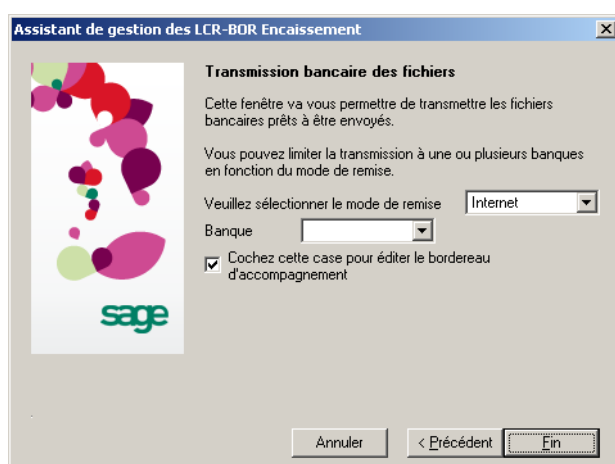 Assistant de gestion des LCR-BOR Encaissement
Transmission bancaire des fichiers
Cette fenêtre va vous permettre de transmettre les fichiers
bancaires prêts à être envoyés.
Vous pouvez limiter la transmission à une ou plusieurs banques
en fonction du mode de remise.
Veuillez sélectionner le mode de remise Internet
Banque
Cochez cette case pour éditer le bordereau
d'accompagnement
sage
Annuler < Précédent Fin